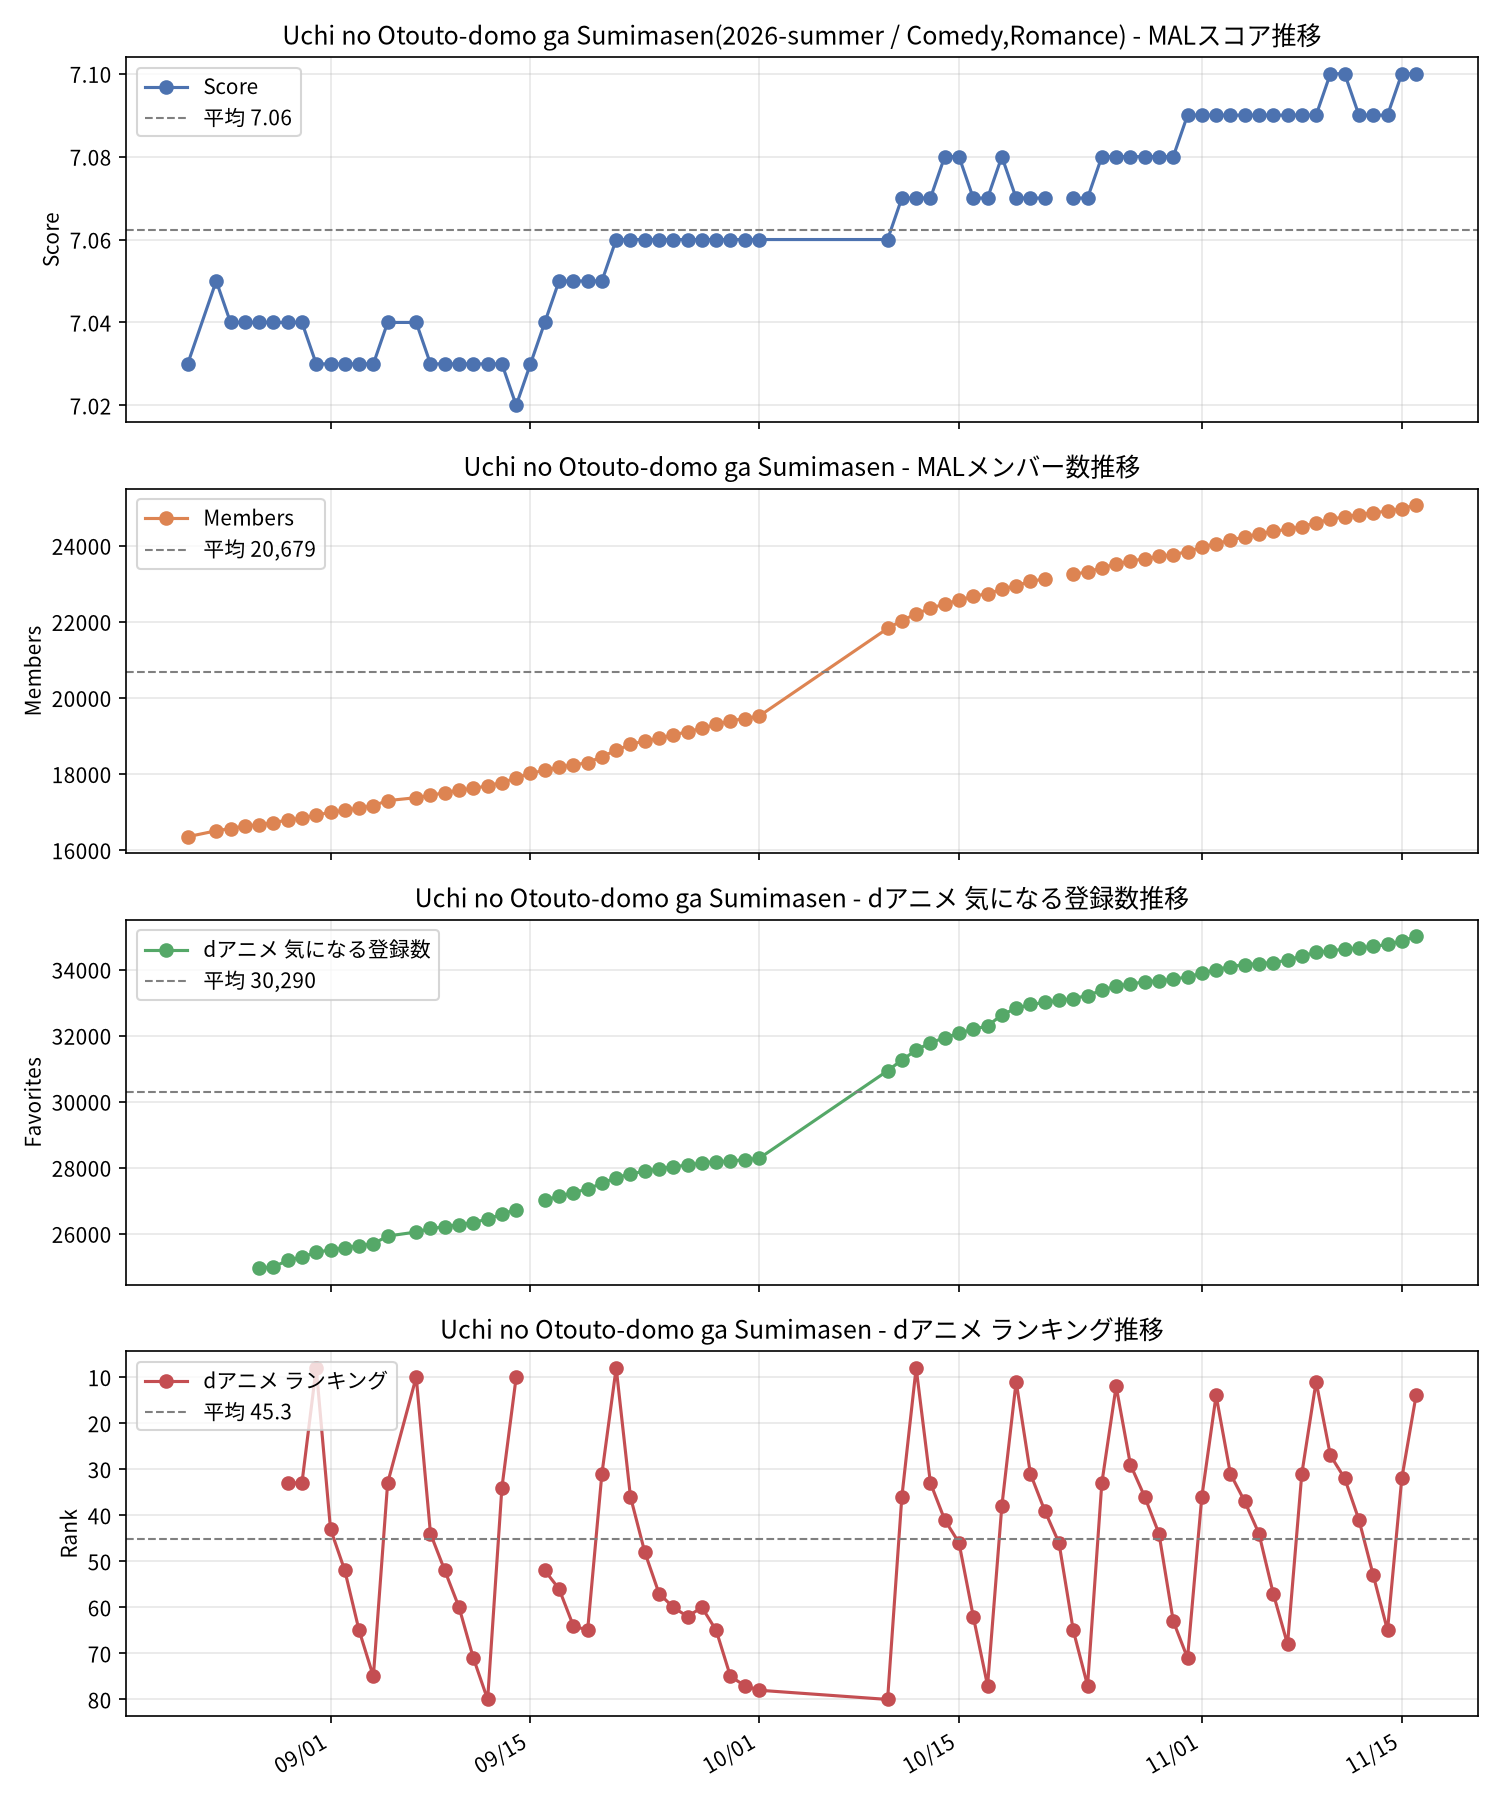 Uchi no Otouto-domo ga Sumimasen(2026-summer / Comedy,Romance) - MALスコア推移
Score
平均 7.06
7.10
7.08
7.06
7.04
7.02
Score
Uchi no Otouto-domo ga Sumimasen - MALメンバー数推移
Members
平均 20,679
24000
22000
20000
18000
16000
Members
Uchi no Otouto-domo ga Sumimasen - dアニメ 気になる登録数推移
dアニメ 気になる登録数
平均 30,290
34000
32000
30000
28000
26000
Favorites
Uchi no Otouto-domo ga Sumimasen - dアニメ ランキング推移
dアニメ ランキング
平均 45.3
10
20
30
40
50
60
70
80
Rank
09/01
09/15
10/01
10/15
11/01
11/15